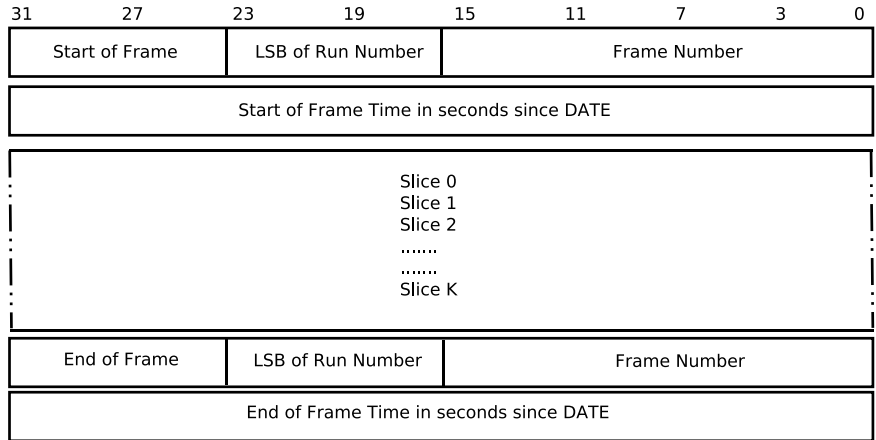 31 27 23 19 15 11 7 3 0
Start of Frame LSB of Run Number Frame Number
Start of Frame Time in seconds since DATE
Slice 0
Slice 1
Slice 2
.......
.......
Slice K
End of Frame LSB of Run Number Frame Number
End of Frame Time in seconds since DATE